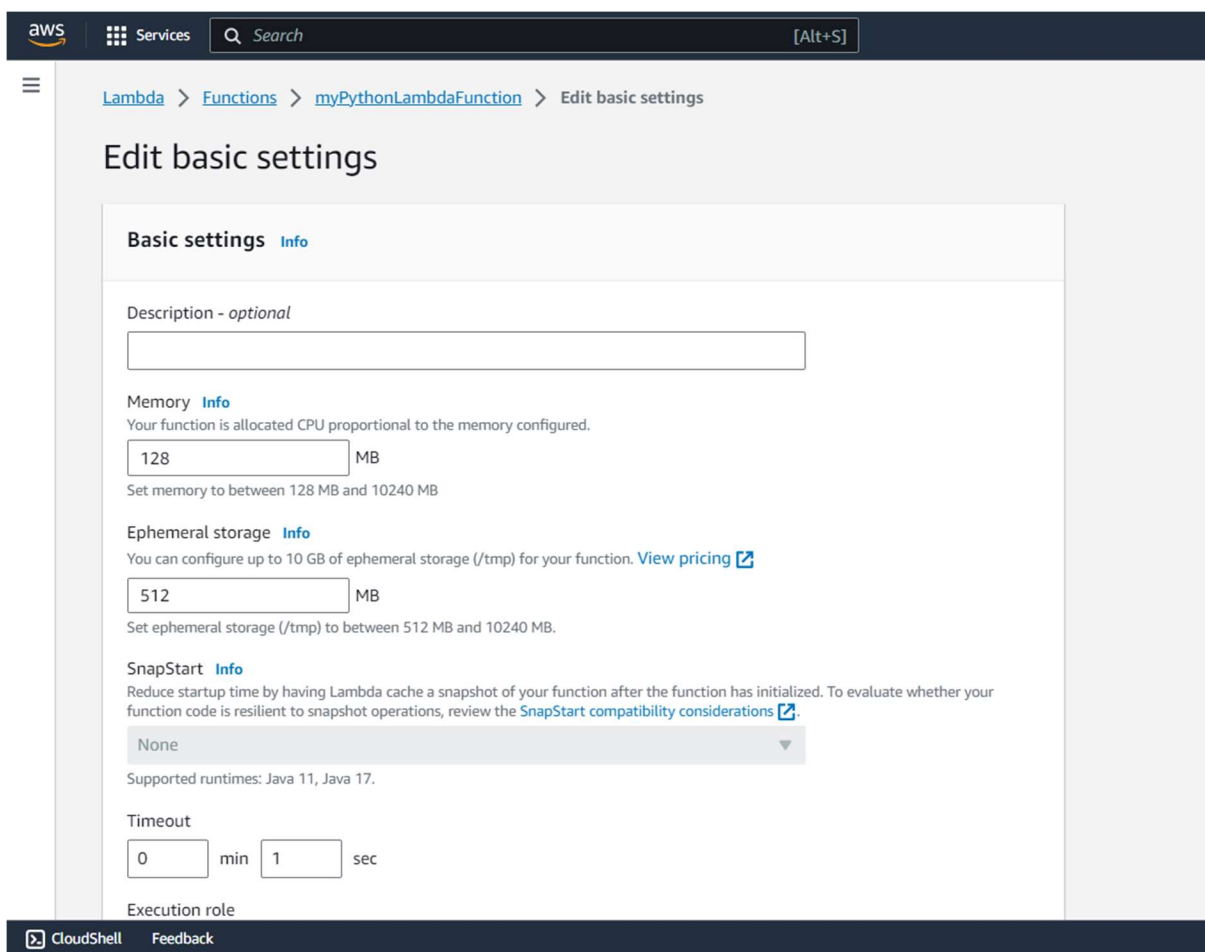 aws
Services
Search
[Alt+S]
Lambda > Functions > myPythonLambdaFunction > Edit basic settings
Edit basic settings
Basic settings Info
Description - optional
Memory Info
Your function is allocated CPU proportional to the memory configured.
128 MB
Set memory to between 128 MB and 10240 MB
Ephemeral storage Info
You can configure up to 10 GB of ephemeral storage (/tmp) for your function. View pricing
512 MB
Set ephemeral storage (/tmp) to between 512 MB and 10240 MB.
SnapStart Info
Reduce startup time by having Lambda cache a snapshot of your function after the function has initialized. To evaluate whether your
function code is resilient to snapshot operations, review the SnapStart compatibility considerations.
None
Supported runtimes: Java 11, Java 17.
Timeout
0 min 1 sec
Execution role
CloudShell Feedback